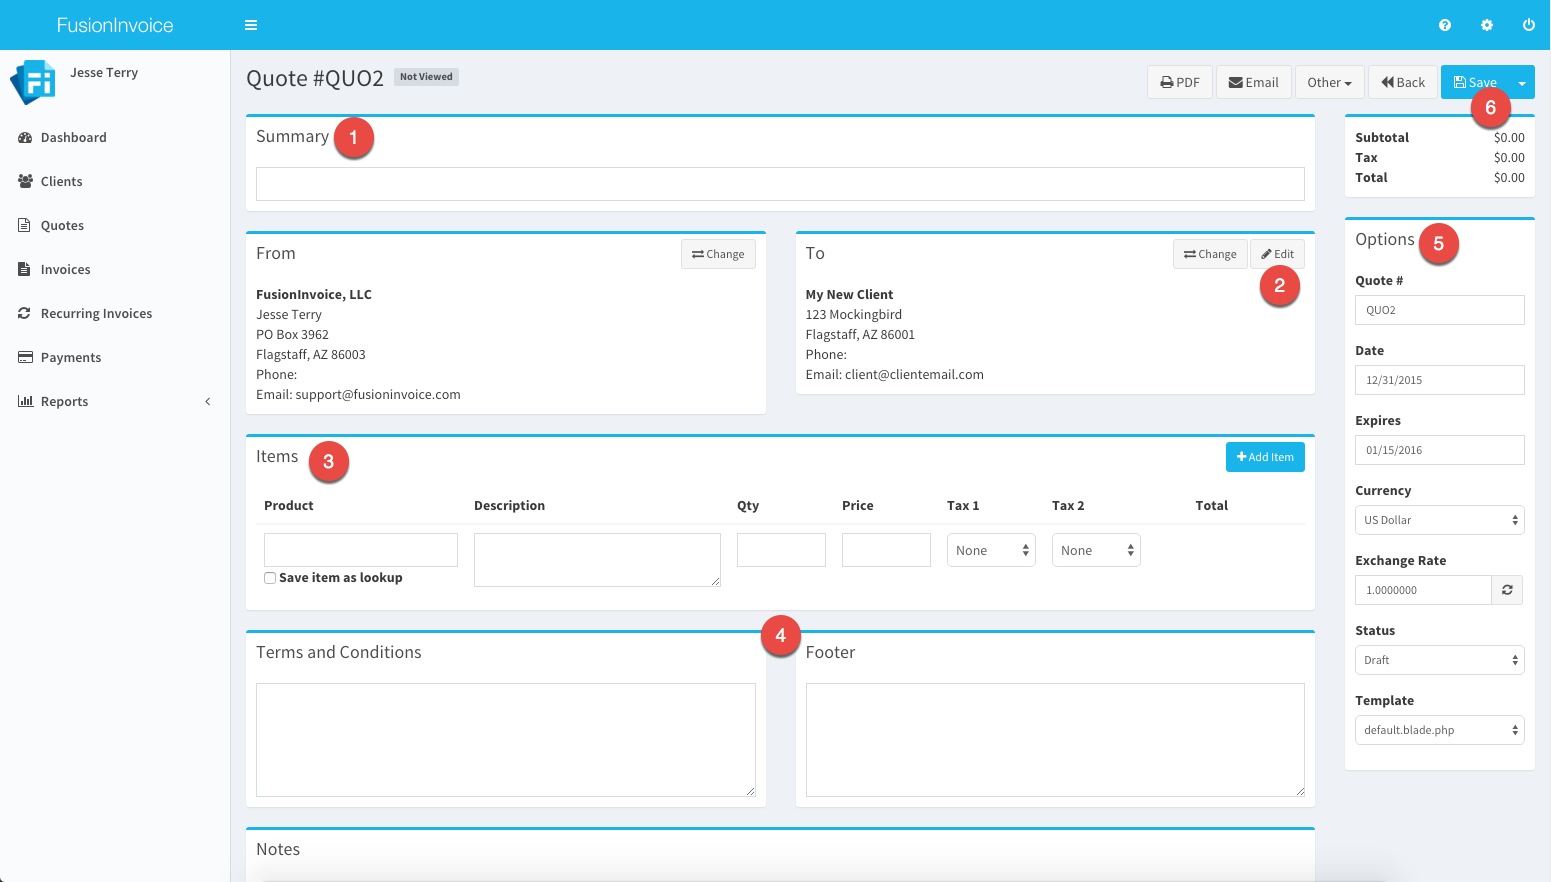 FusionInvoice
Jesse Terry
Dashboard
Clients
Quotes
Invoices
Recurring Invoices
Payments
Reports
Quote #QUO2 Not Viewed
PDF Email Other Back Save
6
Summary 1
Subtotal $0.00
Tax $0.00
Total $0.00
From Change
FusionInvoice, LLC
Jesse Terry
PO Box 3962
Flagstaff, AZ 86003
Phone:
Email: support@fusioninvoice.com
To Change Edit
2
My New Client
123 Mockingbird
Flagstaff, AZ 86001
Phone:
Email: client@clientemail.com
Items 3 Add Item
Product Description Qty Price Tax 1 Tax 2 Total
None None
Save item as lookup
4
Terms and Conditions
Footer
Notes
Options 5
Quote #
QUO2
Date
12/31/2015
Expires
01/15/2016
Currency
US Dollar
Exchange Rate
1.0000000
Status
Draft
Template
default.blade.php